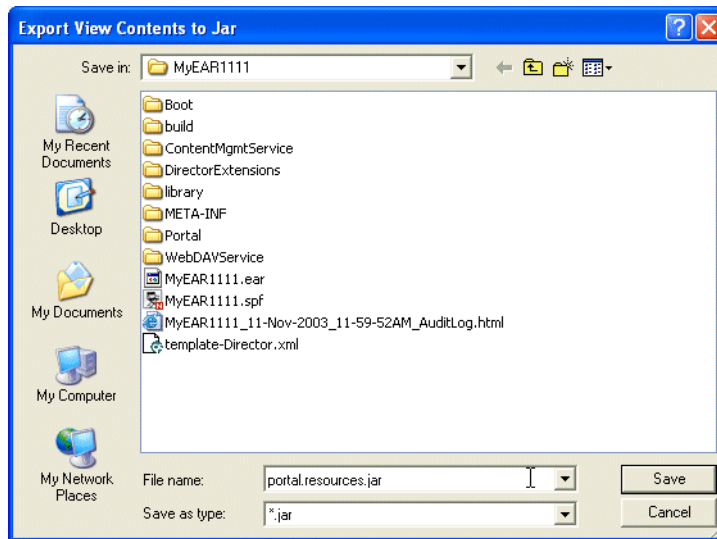 Export View Contents to Jar
Save in:
MyEAR1111
My Recent
Documents
Desktop
My Documents
My Computer
My Network
Places
Boot
build
ContentMgmtService
DirectorExtensions
library
META-INF
Portal
WebDAVService
MyEAR1111.ear
MyEAR1111.spf
MyEAR1111_11-Nov-2003_11-59-52AM_AuditLog.html
template-Director.xml
File name:
portal.resources.jar
Save
Save as type:
*.jar
Cancel